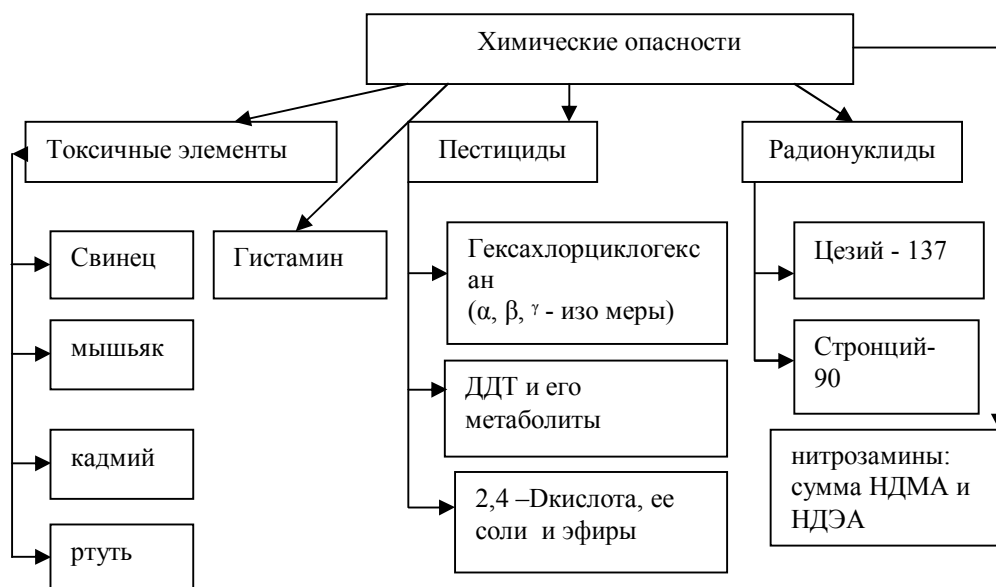 Химические опасности
Токсичные элементы
Пестициды
Радионуклиды
Свинец
мышьяк
кадмий
ртуть
Гистамин
Гексахлорциклогекс
ан
(α, β, γ - изо меры)
ДДТ и его
метаболиты
2,4 –Dкислота, ее
соли и эфиры
Цезий - 137
Стронций-
90
нитрозамины:
сумма НДМА и
НДЭА